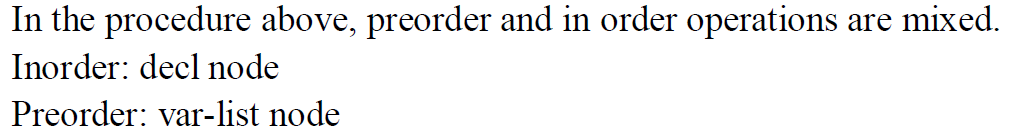 In the procedure above, preorder and in order operations are mixed.
Inorder: decl node
Preorder: var-list node